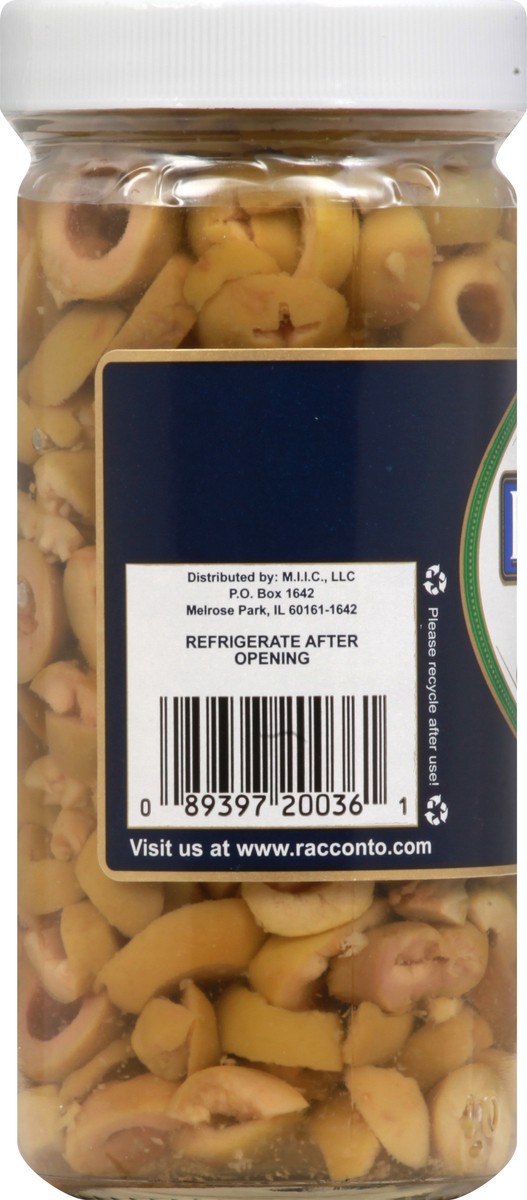 Distributed by: M.I.I.C., LLC
P.O. Box 1642
Melrose Park, IL 60161-1642
REFRIGERATE AFTER
OPENING
0 89397 20036 1
Please recycle after use!
Visit us at www.racconto.com